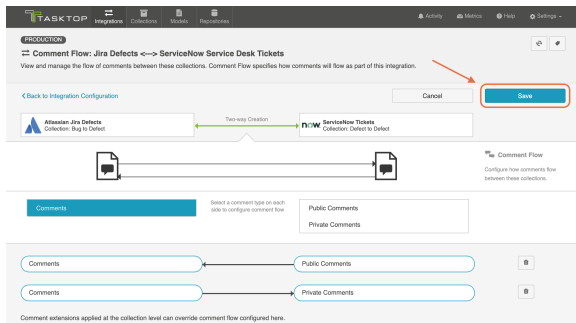 TASKTOP
Integrations
Collections
Models
Repositories
Activity
Metrics
Help
Settings
PRODUCTION
Comment Flow: Jira Defects <---> ServiceNow Service Desk Tickets
View and manage the flow of comments between these collections. Comment Flow specifies how comments will flow as part of this integration.
Back to Integration Configuration
Cancel
Save
Atlassian Jira Defects
Collection: Bug to Defect
Two-way Creation
now
ServiceNow Tickets
Collection: Defect to Defect
Comment Flow
Configure how comments flow
between these collections.
Comments
Select a comment type on each
side to configure comment flow
Public Comments
Private Comments
Comments
Public Comments
Comments
Private Comments
Comment extensions applied at the collection level can override comment flow configured here.